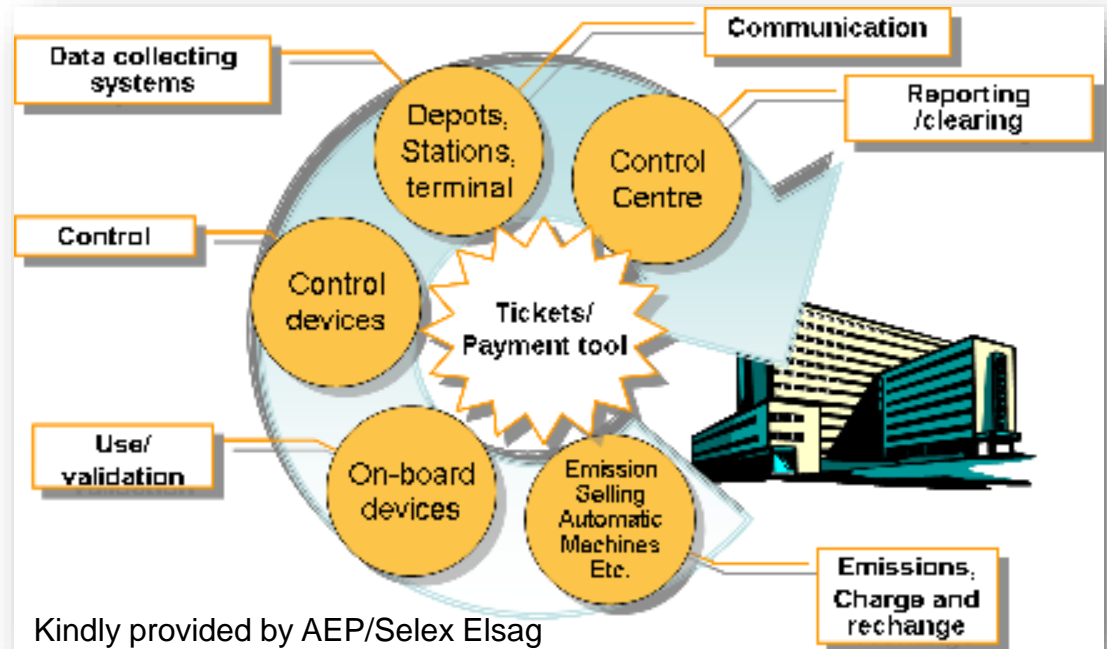 Communication
Data collecting
systems
Reporting
/clearing
Depots,
Stations,
terminal
Control
Centre
Control
Control
devices
Tickets/
Payment tool
Use/
validation
On-board
devices
Emission
Selling
Automatic
Machines
Etc.
Emissions,
Charge and
rechange
Kindly provided by AEP/Selex Elsag